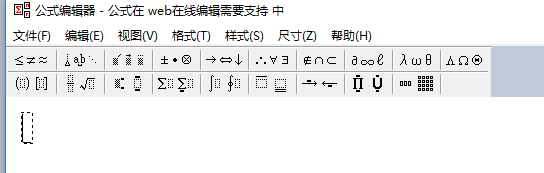 公式编辑器 - 公式在 web在线编辑需要支持 中
文件(F) 编辑(E) 视图(V) 格式(T) 样式(S) 尺寸(Z) 帮助(H)
≤ ≠ ≈ ⸱ → ⇔ ↓ ∴ ∀ ∃ ∉ ∩ ⊂ ∂ ∞ ℓ λ ω θ Λ Ω Θ